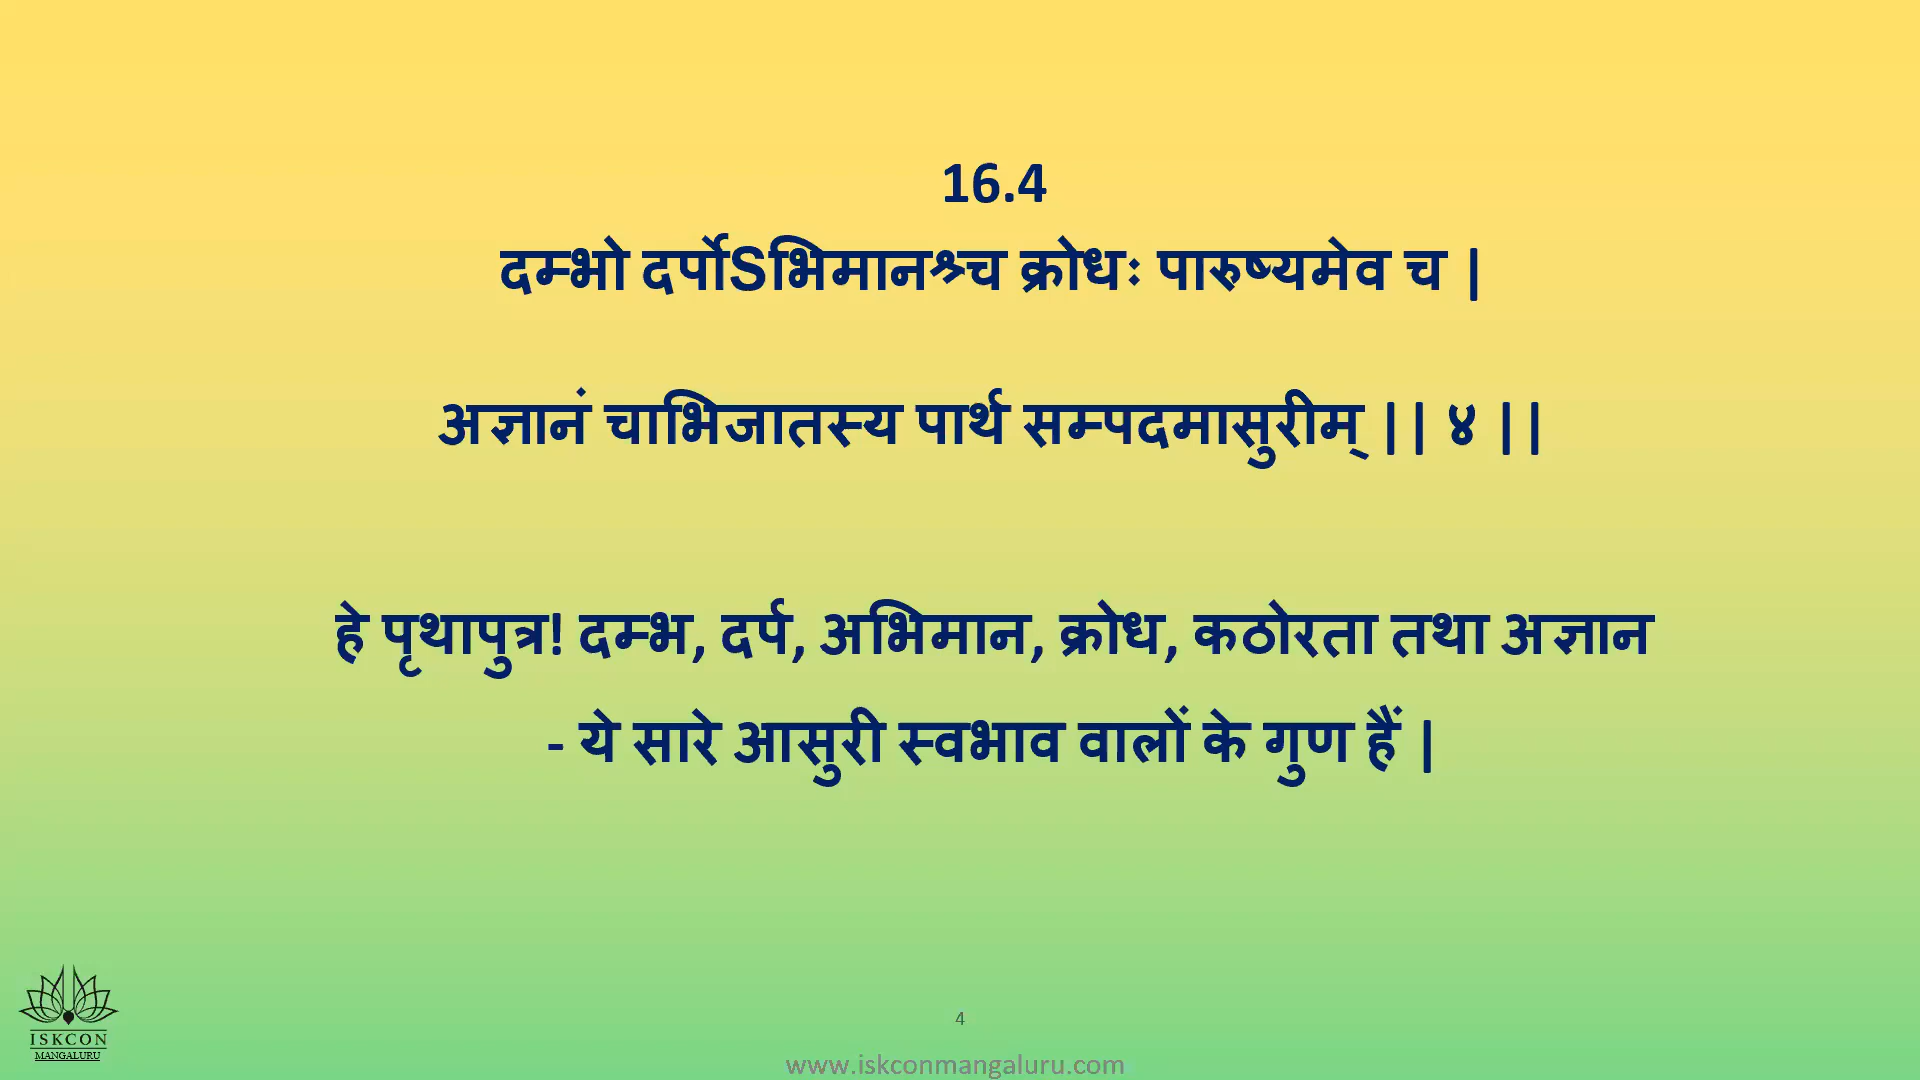 16.4
दम्भो दर्पोSभिमानश्र्च क्रोधः पारुष्यमेव च |
अज्ञानं चाभिजातस्य पार्थ सम्पदमासुरीम् || ४ ||
हे पृथापुत्र! दम्भ, दर्प, अभिमान, क्रोध, कठोरता तथा अज्ञान
- ये सारे आसुरी स्वभाव वालों के गुण हैं |
ISKCON
MANGALURU
4
www.iskconmangaluru.com